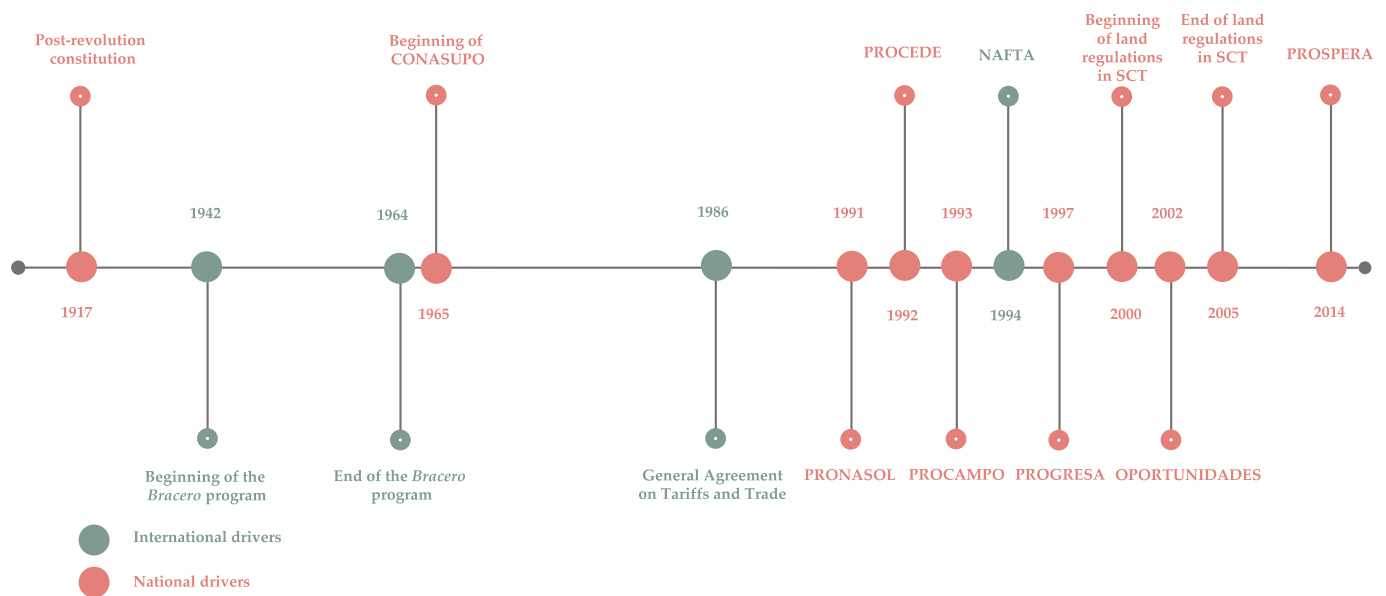 Post-revolution
constitution
Beginning of
CONASUPO
PROCEDE
NAFTA
Beginning
of land
regulations
in SCT
End of land
regulations
in SCT
PROSPERA
1942
1964
1986
1991
1993
1997
2002
1917
1965
1992
1994
2000
2005
2014
Beginning of the
Bracero program
End of the Bracero
program
General Agreement
on Tariffs and Trade
PRONASOL
PROCAMPO
PROGRESA
OPORTUNIDADES
International drivers
National drivers